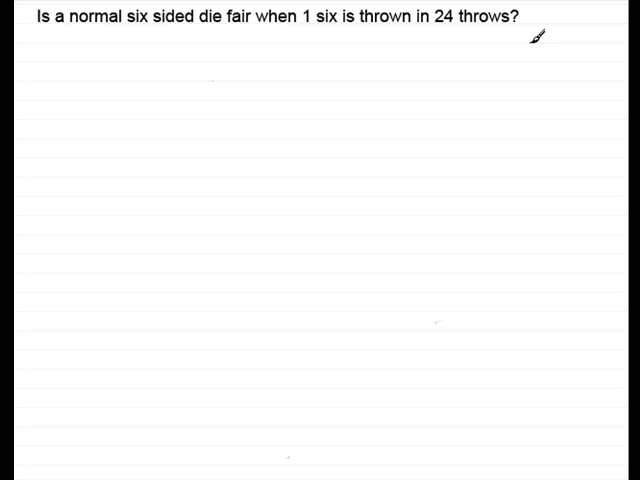 Is a normal six sided die fair when 1 six is thrown in 24 throws?